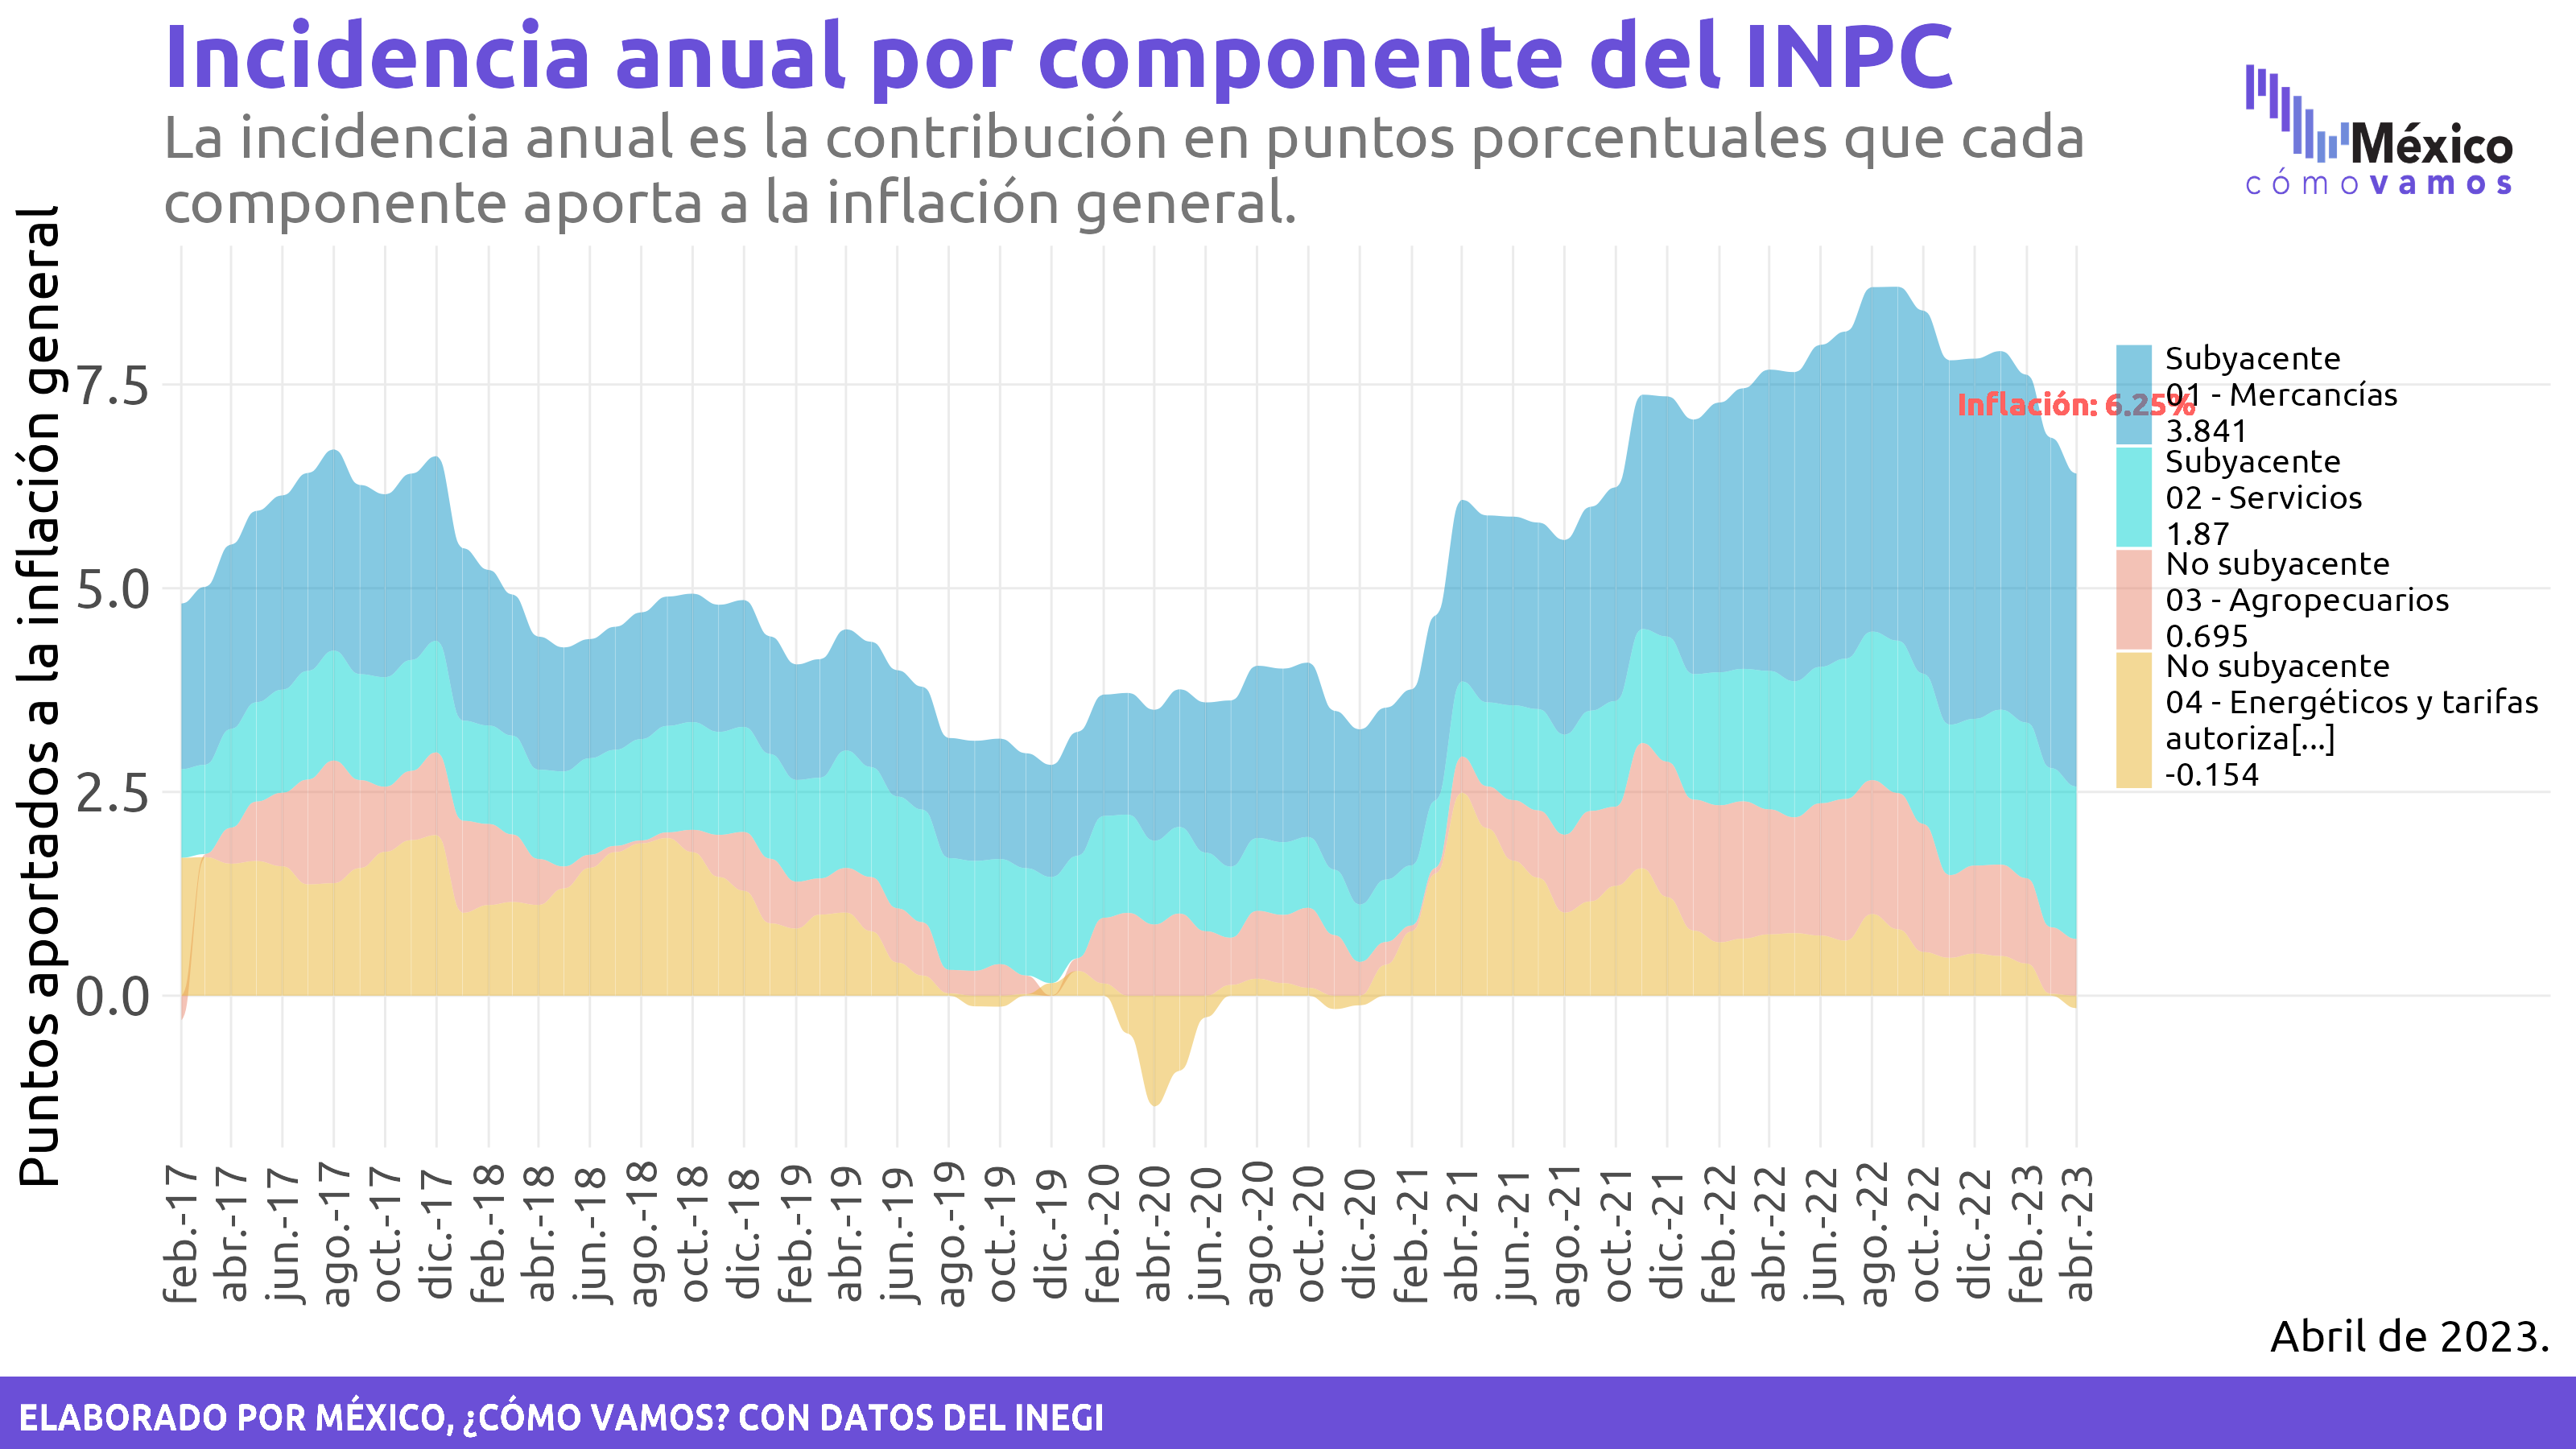 Incidencia anual por componente del INPC
La incidencia anual es la contribución en puntos porcentuales que cada
componente aporta a la inflación general.
México
cómo vamos
Puntos aportados a la inflación general
7.5
5.0
2.5
0.0
Inflación: 6.25%
Subyacente
01 - Mercancías
3.841
Subyacente
02 - Servicios
1.87
No subyacente
03 - Agropecuarios
0.695
No subyacente
04 - Energéticos y tarifas
autoriza[...]
-0.154
feb.-17
abr.-17
jun.-17
ago.-17
oct.-17
dic.-17
feb.-18
abr.-18
jun.-18
ago.-18
oct.-18
dic.-18
feb.-19
abr.-19
jun.-19
ago.-19
oct.-19
dic.-19
feb.-20
abr.-20
jun.-20
ago.-20
oct.-20
dic.-20
feb.-21
abr.-21
jun.-21
ago.-21
oct.-21
dic.-21
feb.-22
abr.-22
jun.-22
ago.-22
oct.-22
dic.-22
feb.-23
abr.-23
Abril de 2023.
ELABORADO POR MÉXICO, ¿CÓMO VAMOS? CON DATOS DEL INEGI